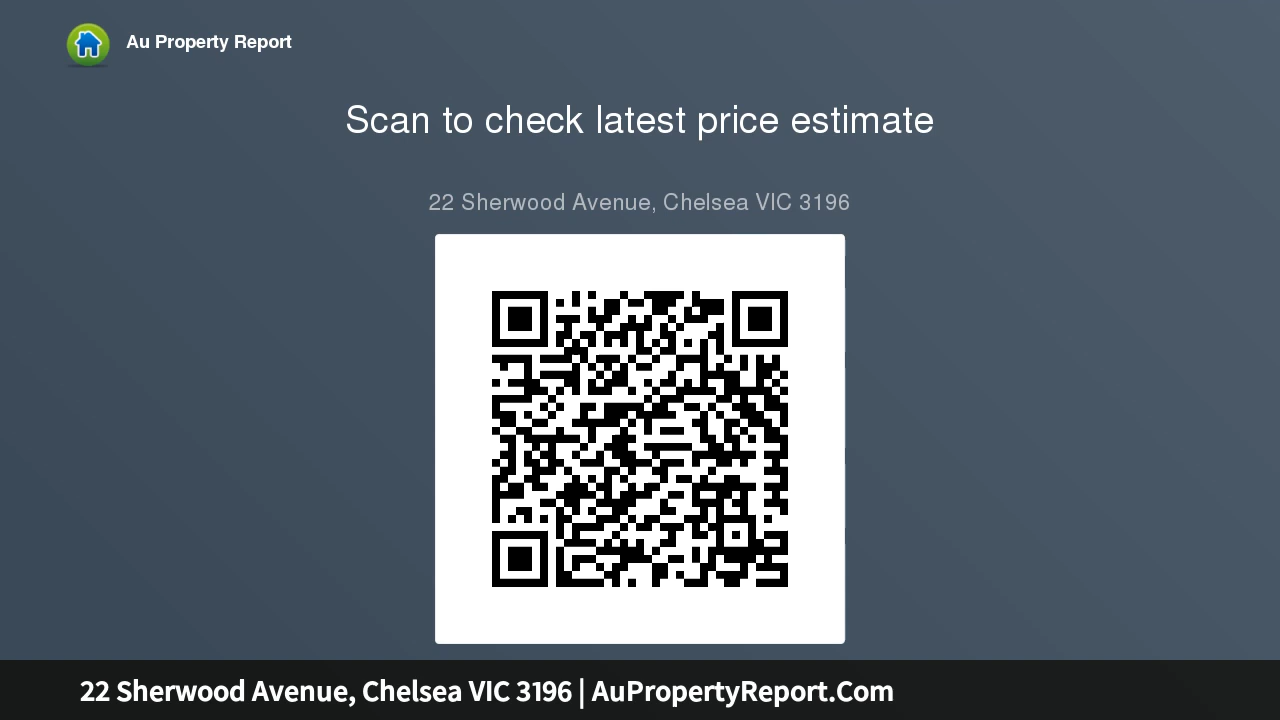 Au Property Report
Scan to check latest price estimate
22 Sherwood Avenue, Chelsea VIC 3196
22 Sherwood Avenue, Chelsea VIC 3196 | AuPropertyReport.Com